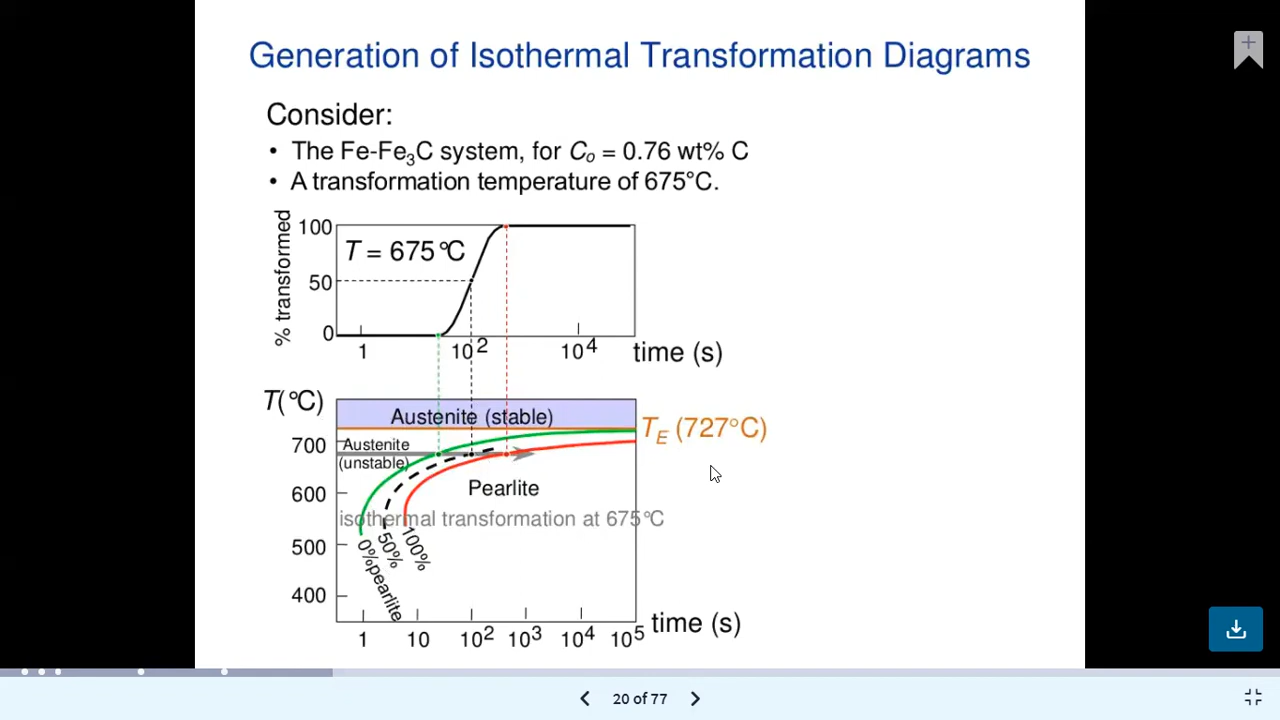 Generation of Isothermal Transformation Diagrams
Consider:
• The Fe-Fe₃C system, for Cₒ = 0.76 wt% C
• A transformation temperature of 675°C.
% transformed
100
T = 675°C
50
0
1
10²
10⁴
time (s)
T(°C)
Austenite (stable)
T_E (727°C)
700
Austenite
(unstable)
600
Pearlite
isothermal transformation at 675°C
500
0%pearlite
50%
100%
400
1
10
10²
10³
10⁴
10⁵
time (s)
20 of 77